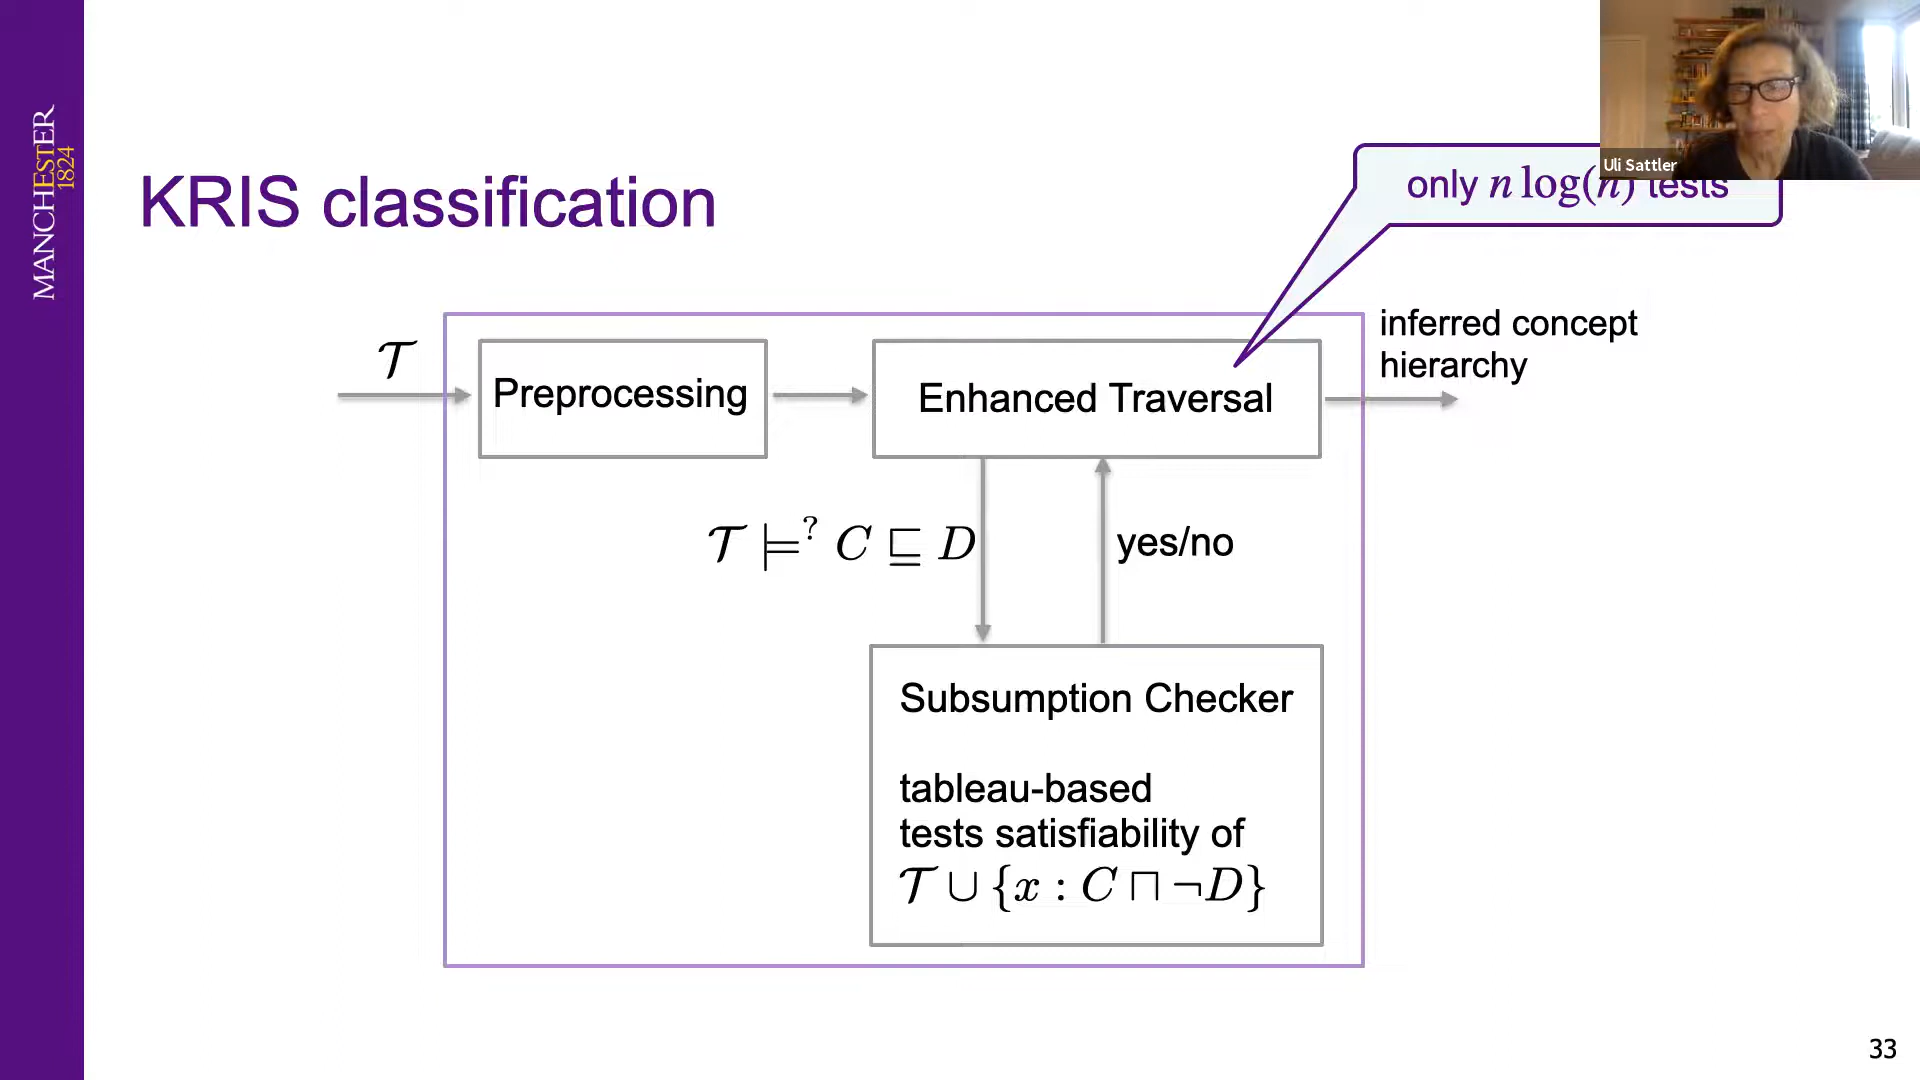 MANCHESTER
1824
KRIS classification
Uli Sattler
only n log(n) tests
𝒯
Preprocessing
Enhanced Traversal
inferred concept
hierarchy
𝒯 ⊨? C ⊑ D
yes/no
Subsumption Checker
tableau-based
tests satisfiability of
𝒯 ∪ {x : C ⊓ ¬D}
33